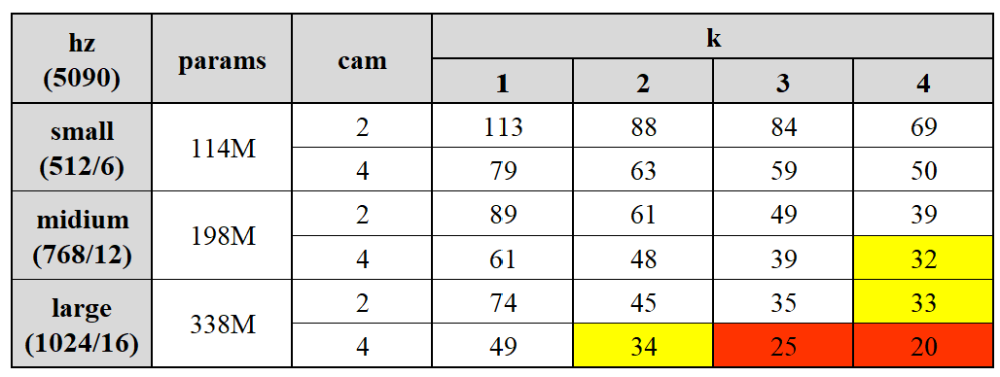 hz
(5090)
params
cam
k
1 2 3 4
small
(512/6)
114M
2 113 88 84 69
4 79 63 59 50
midium
(768/12)
198M
2 89 61 49 39
4 61 48 39 32
large
(1024/16)
338M
2 74 45 35 33
4 49 34 25 20